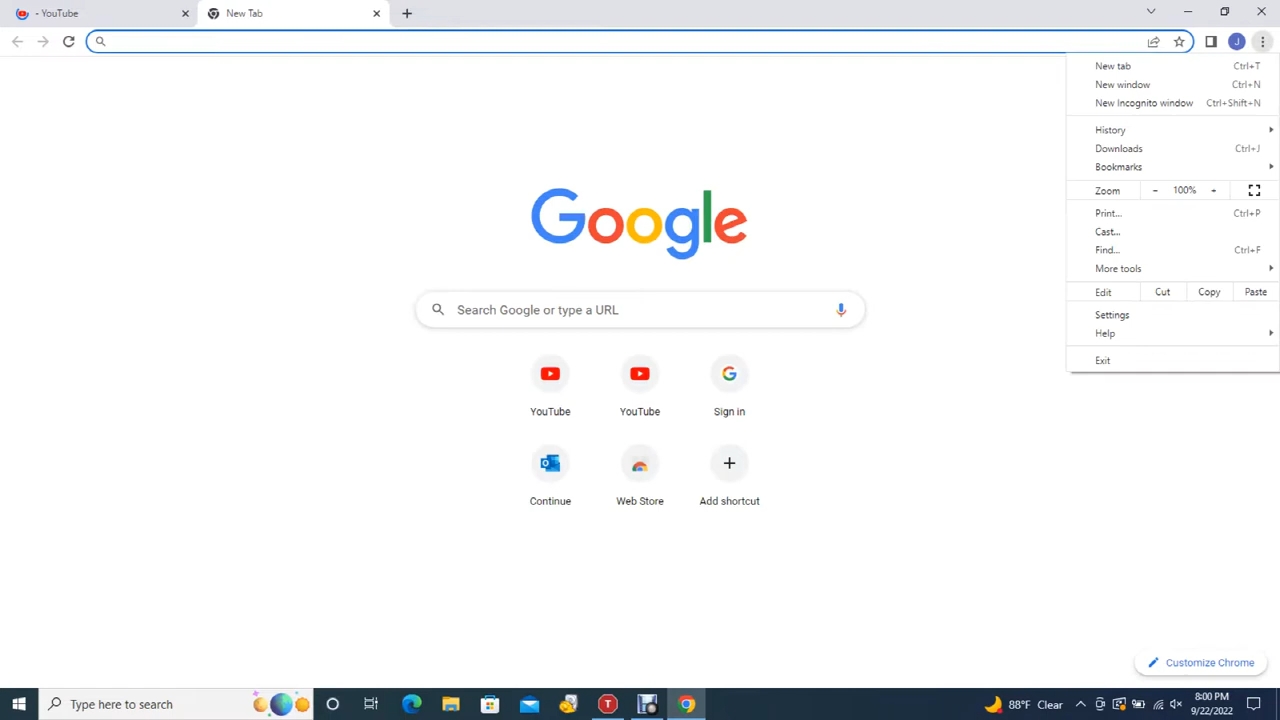 - YouTube
New Tab
New tab Ctrl+T
New window Ctrl+N
New Incognito window Ctrl+Shift+N
History
Downloads Ctrl+J
Bookmarks
Zoom - 100% +
Print... Ctrl+P
Cast...
Find... Ctrl+F
More tools
Edit Cut Copy Paste
Settings
Help
Exit
J
Google
Search Google or type a URL
YouTube YouTube Sign in
Continue Web Store Add shortcut
Customize Chrome
Type here to search
T
88°F Clear
8:00 PM
9/22/2022